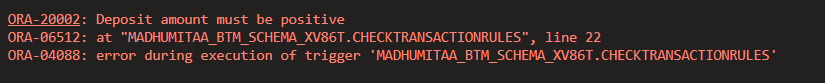 ORA-20002: Deposit amount must be positive
ORA-06512: at "MADHUMITAA_BTM_SCHEMA_XV86T.CHECKTRANSACTIONRULES", line 22
ORA-04088: error during execution of trigger 'MADHUMITAA_BTM_SCHEMA_XV86T.CHECKTRANSACTIONRULES'